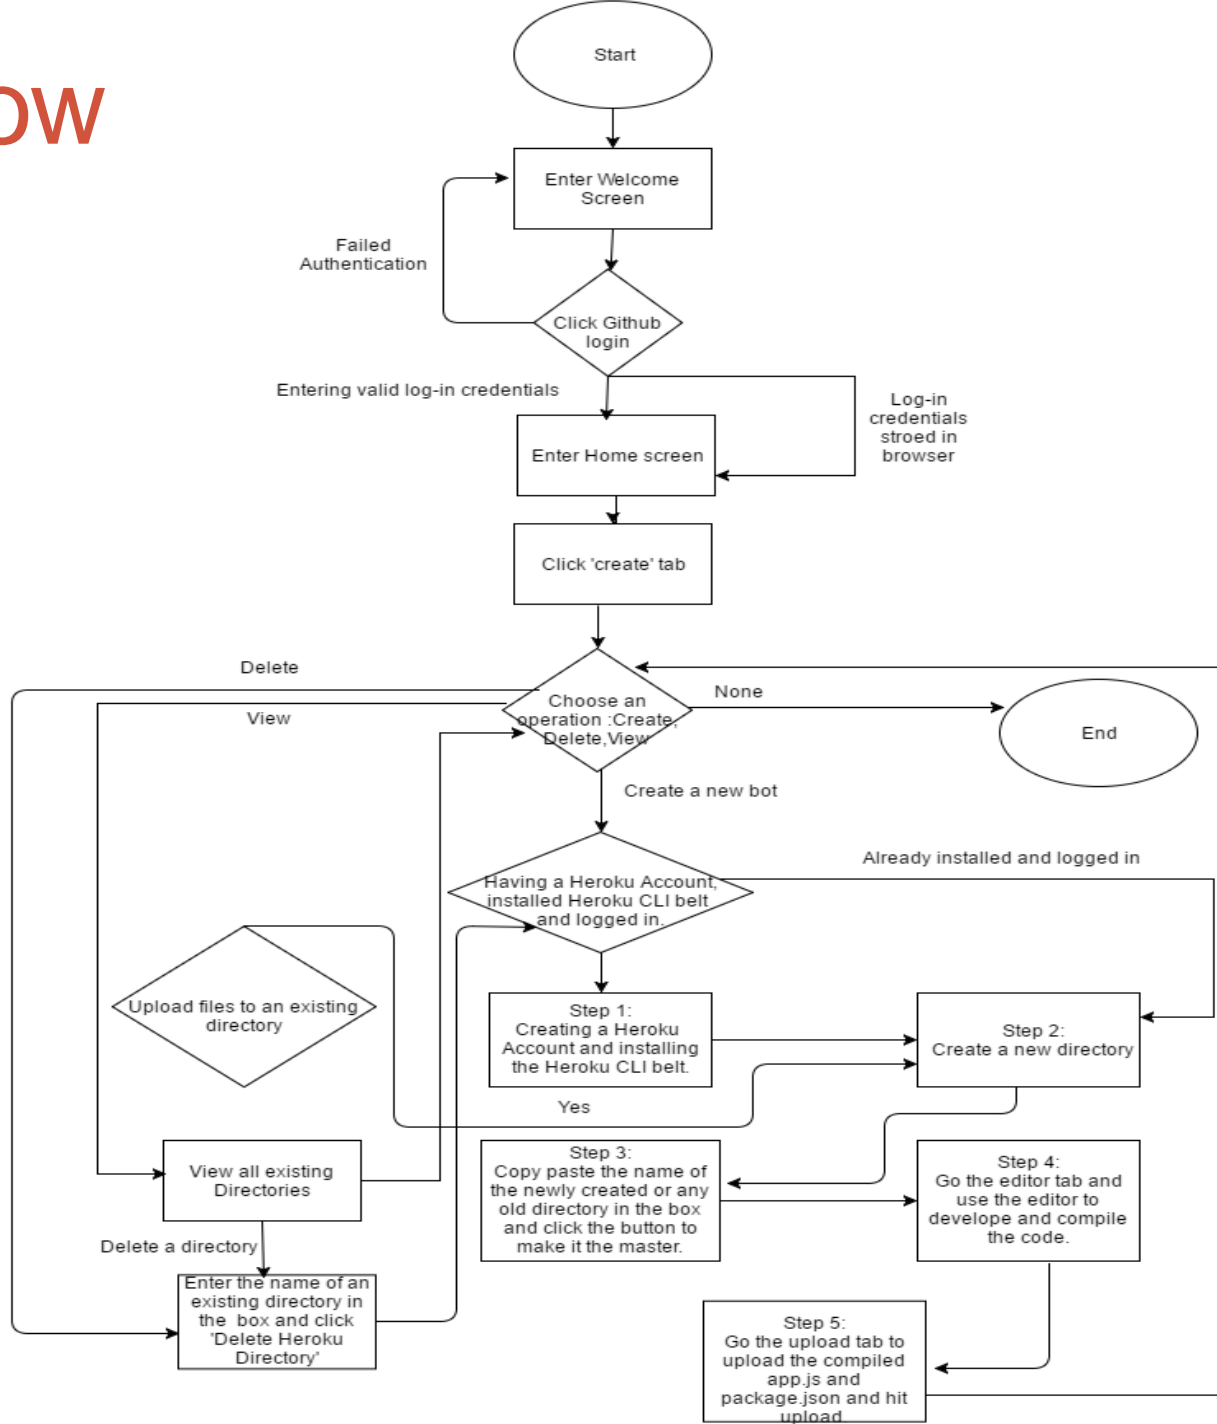 ow
Start
Enter Welcome
Screen
Failed
Authentication
Click Github
login
Entering valid log-in credentials
Log-in
credentials
stroed in
browser
Enter Home screen
Click 'create' tab
Delete
View
Choose an
operation :Create,
Delete,View
None
End
Create a new bot
Already installed and logged in
Having a Heroku Account,
installed Heroku CLI belt
and logged in.
Upload files to an existing
directory
Step 1:
Creating a Heroku
Account and installing
the Heroku CLI belt.
Step 2:
Create a new directory
Yes
View all existing
Directories
Step 3:
Copy paste the name of
the newly created or any
old directory in the box
and click the button to
make it the master.
Step 4:
Go the editor tab and
use the editor to
develope and compile
the code.
Delete a directory
Enter the name of an
existing directory in
the box and click
'Delete Heroku
Directory'
Step 5:
Go the upload tab to
upload the compiled
app.js and
package.json and hit
upload.